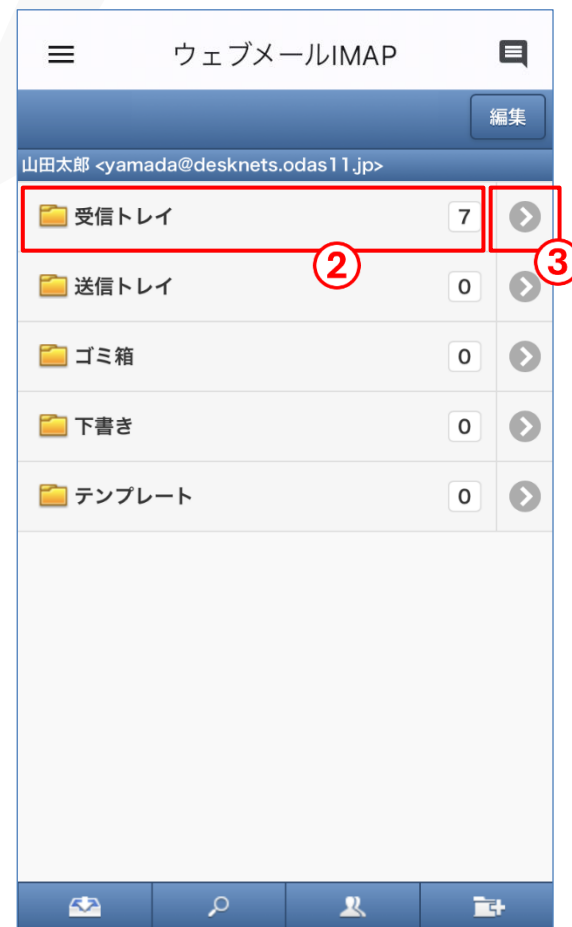 ウェブメールIMAP
編集
山田太郎 <yamada@desknets.odas11.jp>
受信トレイ 7
② ③
送信トレイ 0
ゴミ箱 0
下書き 0
テンプレート 0